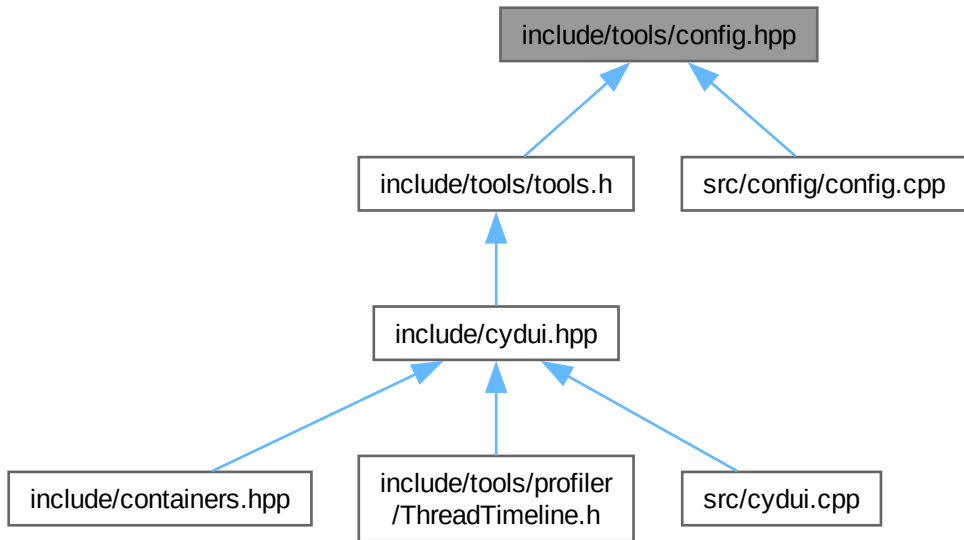 include/tools/config.hpp
include/tools/tools.h
src/config/config.cpp
include/cydui.hpp
include/containers.hpp
include/tools/profiler
/ThreadTimeline.h
src/cydui.cpp